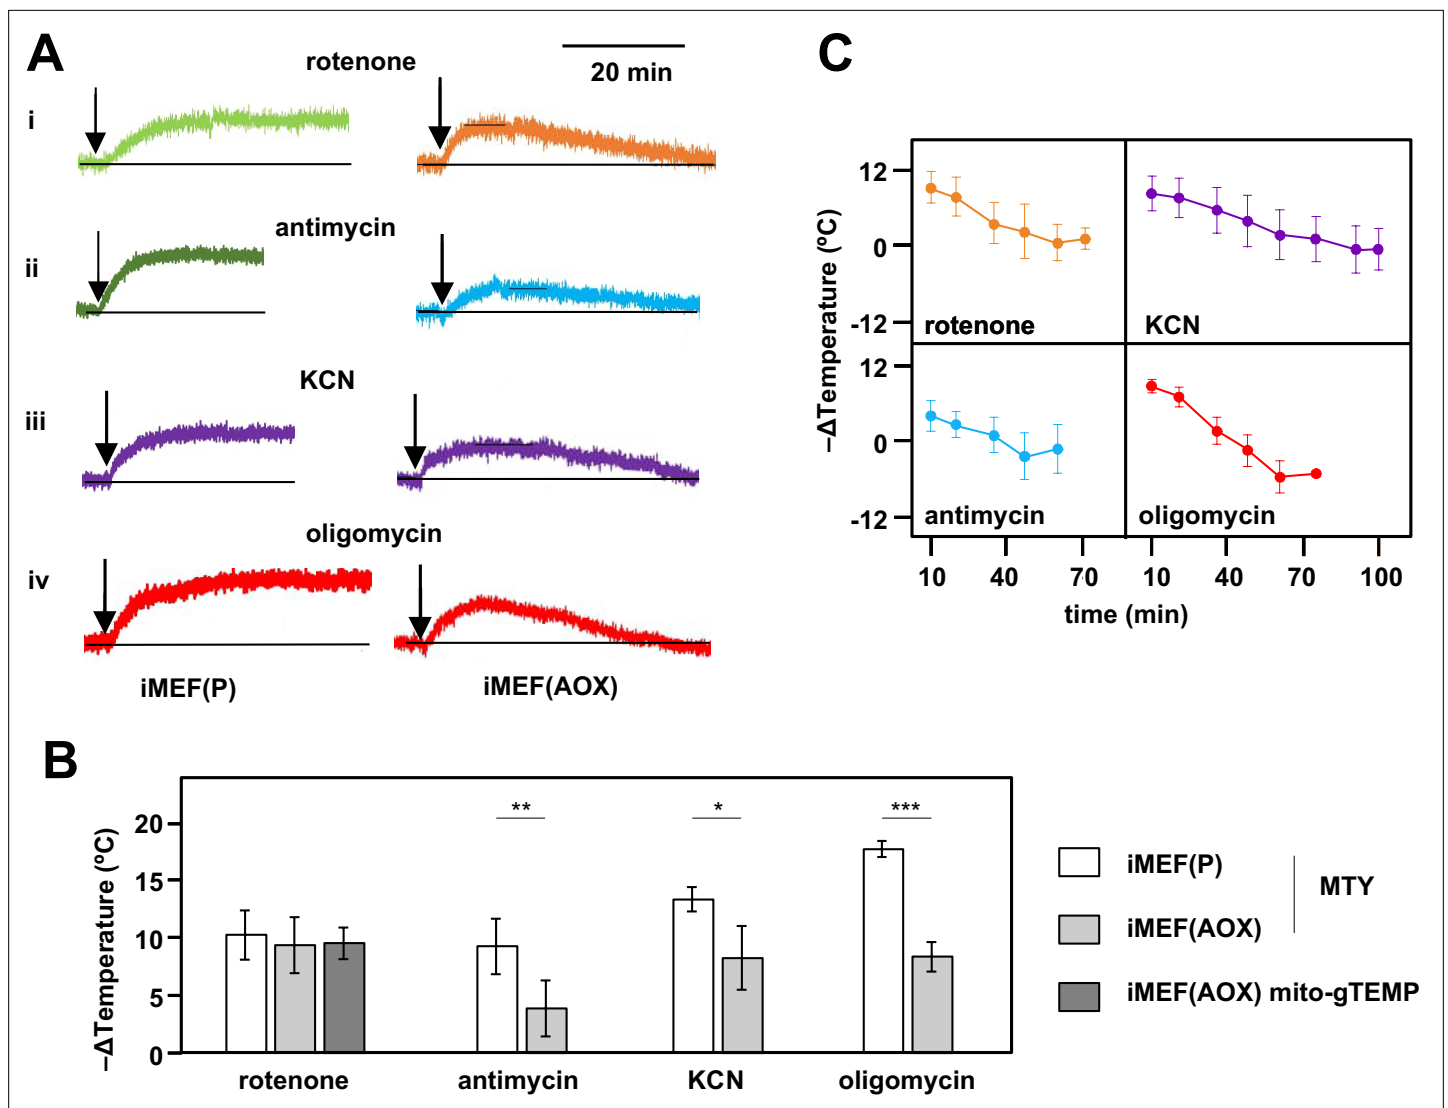 A
rotenone
20 min
i
antimycin
ii
KCN
iii
oligomycin
iv
iMEF(P)
iMEF(AOX)
C
–ΔTemperature (ºC)
12
0
-12
12
0
-12
rotenone
KCN
antimycin
oligomycin
10
40
70
10
40
70
100
time (min)
B
–ΔTemperature (ºC)
20
15
10
5
0
**
*
***
rotenone
antimycin
KCN
oligomycin
iMEF(P)
MTY
iMEF(AOX)
iMEF(AOX) mito-gTEMP